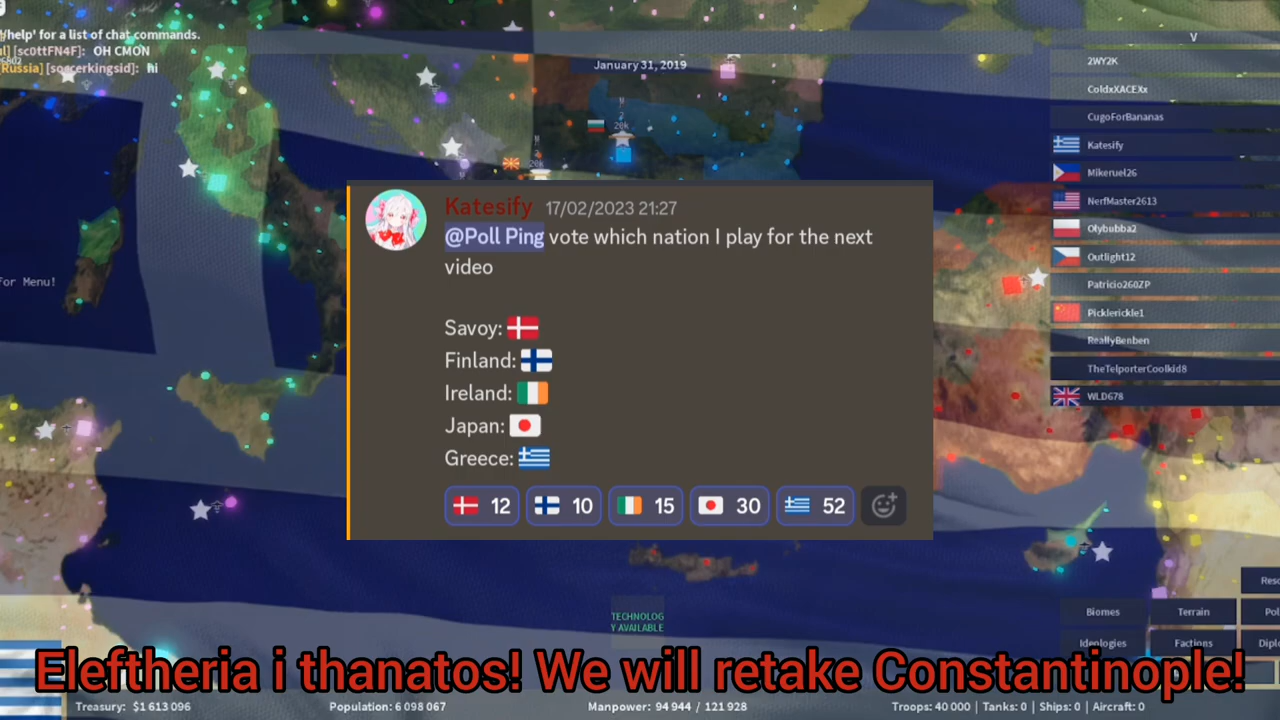 '/help' for a list of chat commands.
[sc0ttFN4F]: OH CMON
[Russia] [soccerkingsid]: hi
January 31, 2019
V
2WY2K
ColdxXACEXx
CugoForBananas
Katesify
Mikeruel26
NerfMaster2613
Olybubba2
Outlight12
Patricio260ZP
Picklerickle1
ReallyBenben
TheTelporterCoolkid8
WLD678
20k
20k
For Menu!
Katesify 17/02/2023 21:27
@Poll Ping vote which nation I play for the next
video
Savoy:
Finland:
Ireland:
Japan:
Greece:
12 10 15 30 52
TECHNOLOG
Y AVAILABLE
Biomes Terrain
Ideologies Factions
Eleftheria i thanatos! We will retake Constantinople!
Treasury: $1 613 096 Population: 6 098 067 Manpower: 94 944 / 121 928 Troops: 40 000 | Tanks: 0 | Ships: 0 | Aircraft: 0